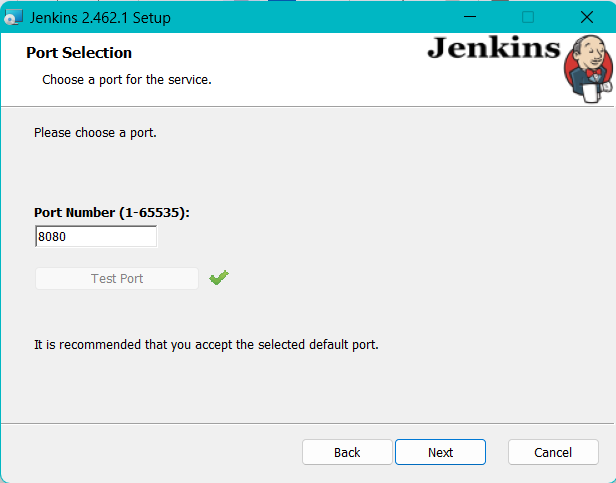 Jenkins 2.462.1 Setup
Port Selection
Jenkins
Choose a port for the service.
Please choose a port.
Port Number (1-65535):
8080
Test Port
It is recommended that you accept the selected default port.
Back
Next
Cancel